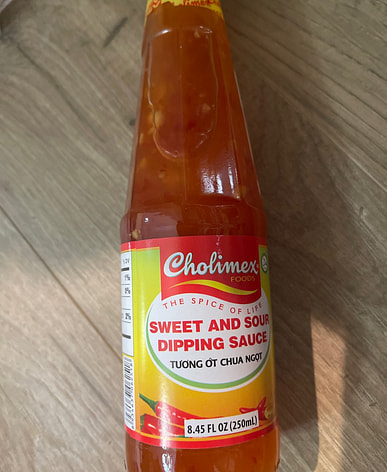 Cholimex
FOODS
THE SPICE OF LIFE
SWEET AND SOUR
DIPPING SAUCE
TƯƠNG ỚT CHUA NGỌT
8.45 FL OZ (250mL)